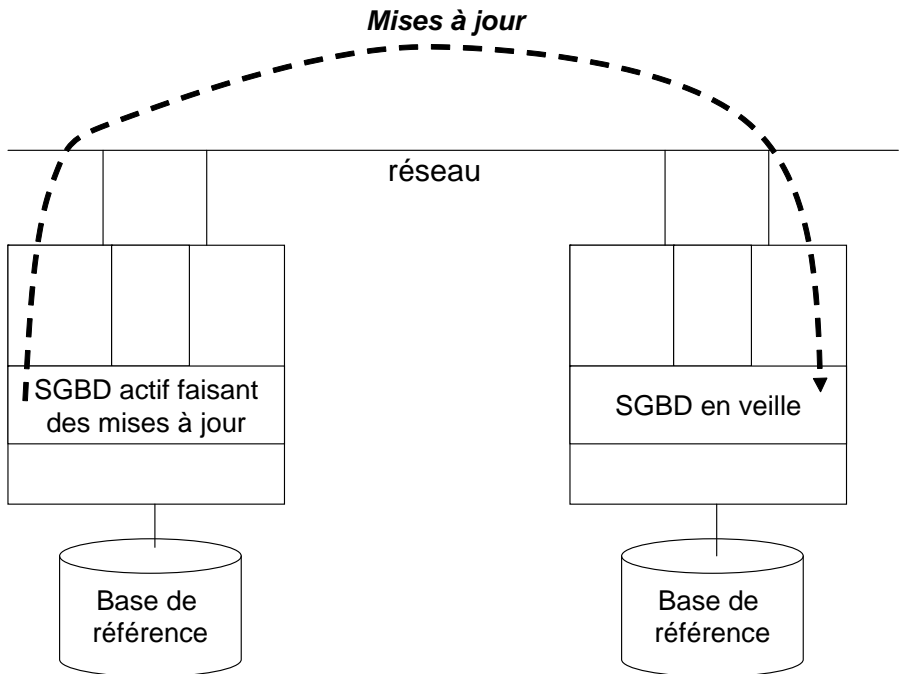 Mises à jour
réseau
SGBD actif faisant
des mises à jour
SGBD en veille
Base de
référence
Base de
référence